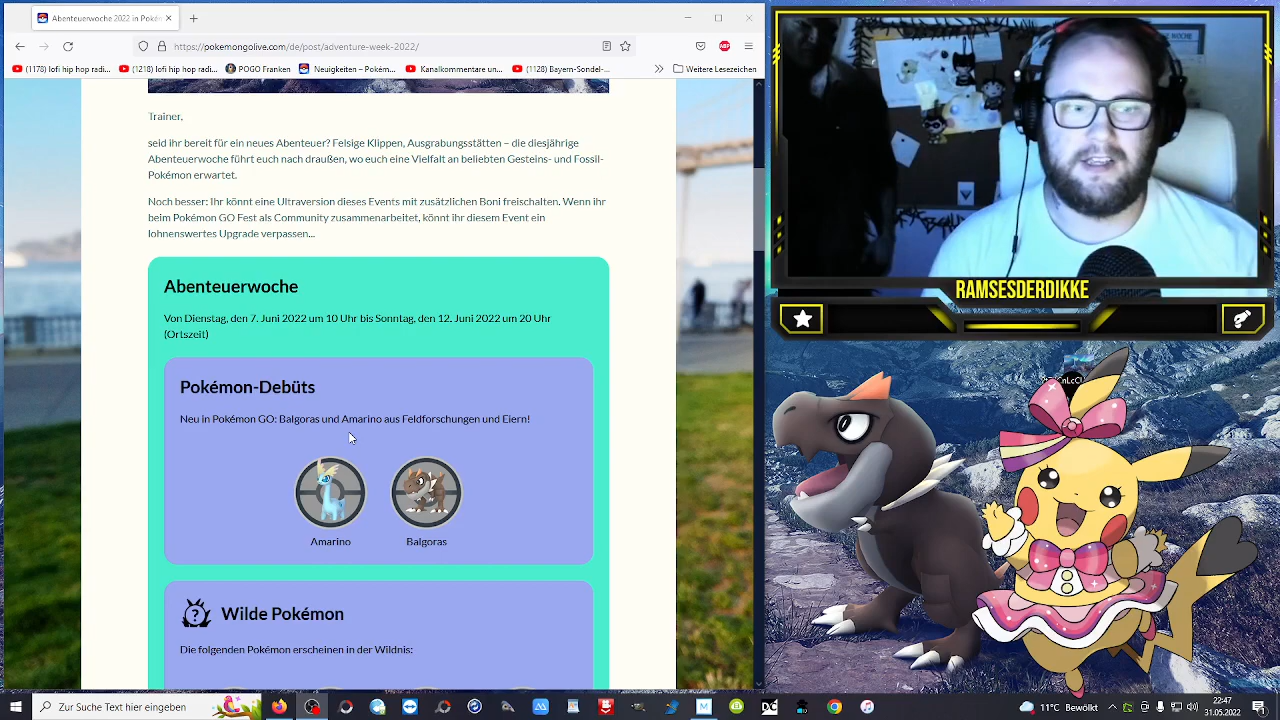 Abenteuerwoche 2022 in Pokém
https://pokemongolive.com/de/post/adventure-week-2022/
ABP
(1178) lofi hip hop radi...
(1218) lofi hip hop radi...
POGO Franken
Neuigkeiten – Pokém...
Kanalkommentare un...
(1128) Bayern-Sondel-...
Weitere Lesezeichen
Trainer,
seid ihr bereit für ein neues Abenteuer? Felsige Klippen, Ausgrabungsstätten – die diesjährige
Abenteuerwoche führt euch nach draußen, wo euch eine Vielfalt an beliebten Gesteins- und Fossil-
Pokémon erwartet.
Noch besser: Ihr könnt eine Ultraversion dieses Events mit zusätzlichen Boni freischalten. Wenn ihr
beim Pokémon GO Fest als Community zusammenarbeitet, könnt ihr diesem Event ein
lohnenswertes Upgrade verpassen...
Abenteuerwoche
Von Dienstag, den 7. Juni 2022 um 10 Uhr bis Sonntag, den 12. Juni 2022 um 20 Uhr
(Ortszeit)
Pokémon-Debüts
Neu in Pokémon GO: Balgoras und Amarino aus Feldforschungen und Eiern!
Amarino
Balgoras
Wilde Pokémon
Die folgenden Pokémon erscheinen in der Wildnis:
RAMSESDERDIKKE
Zur Suche Text hier eingeben
11°C
22:47
31.05.2022